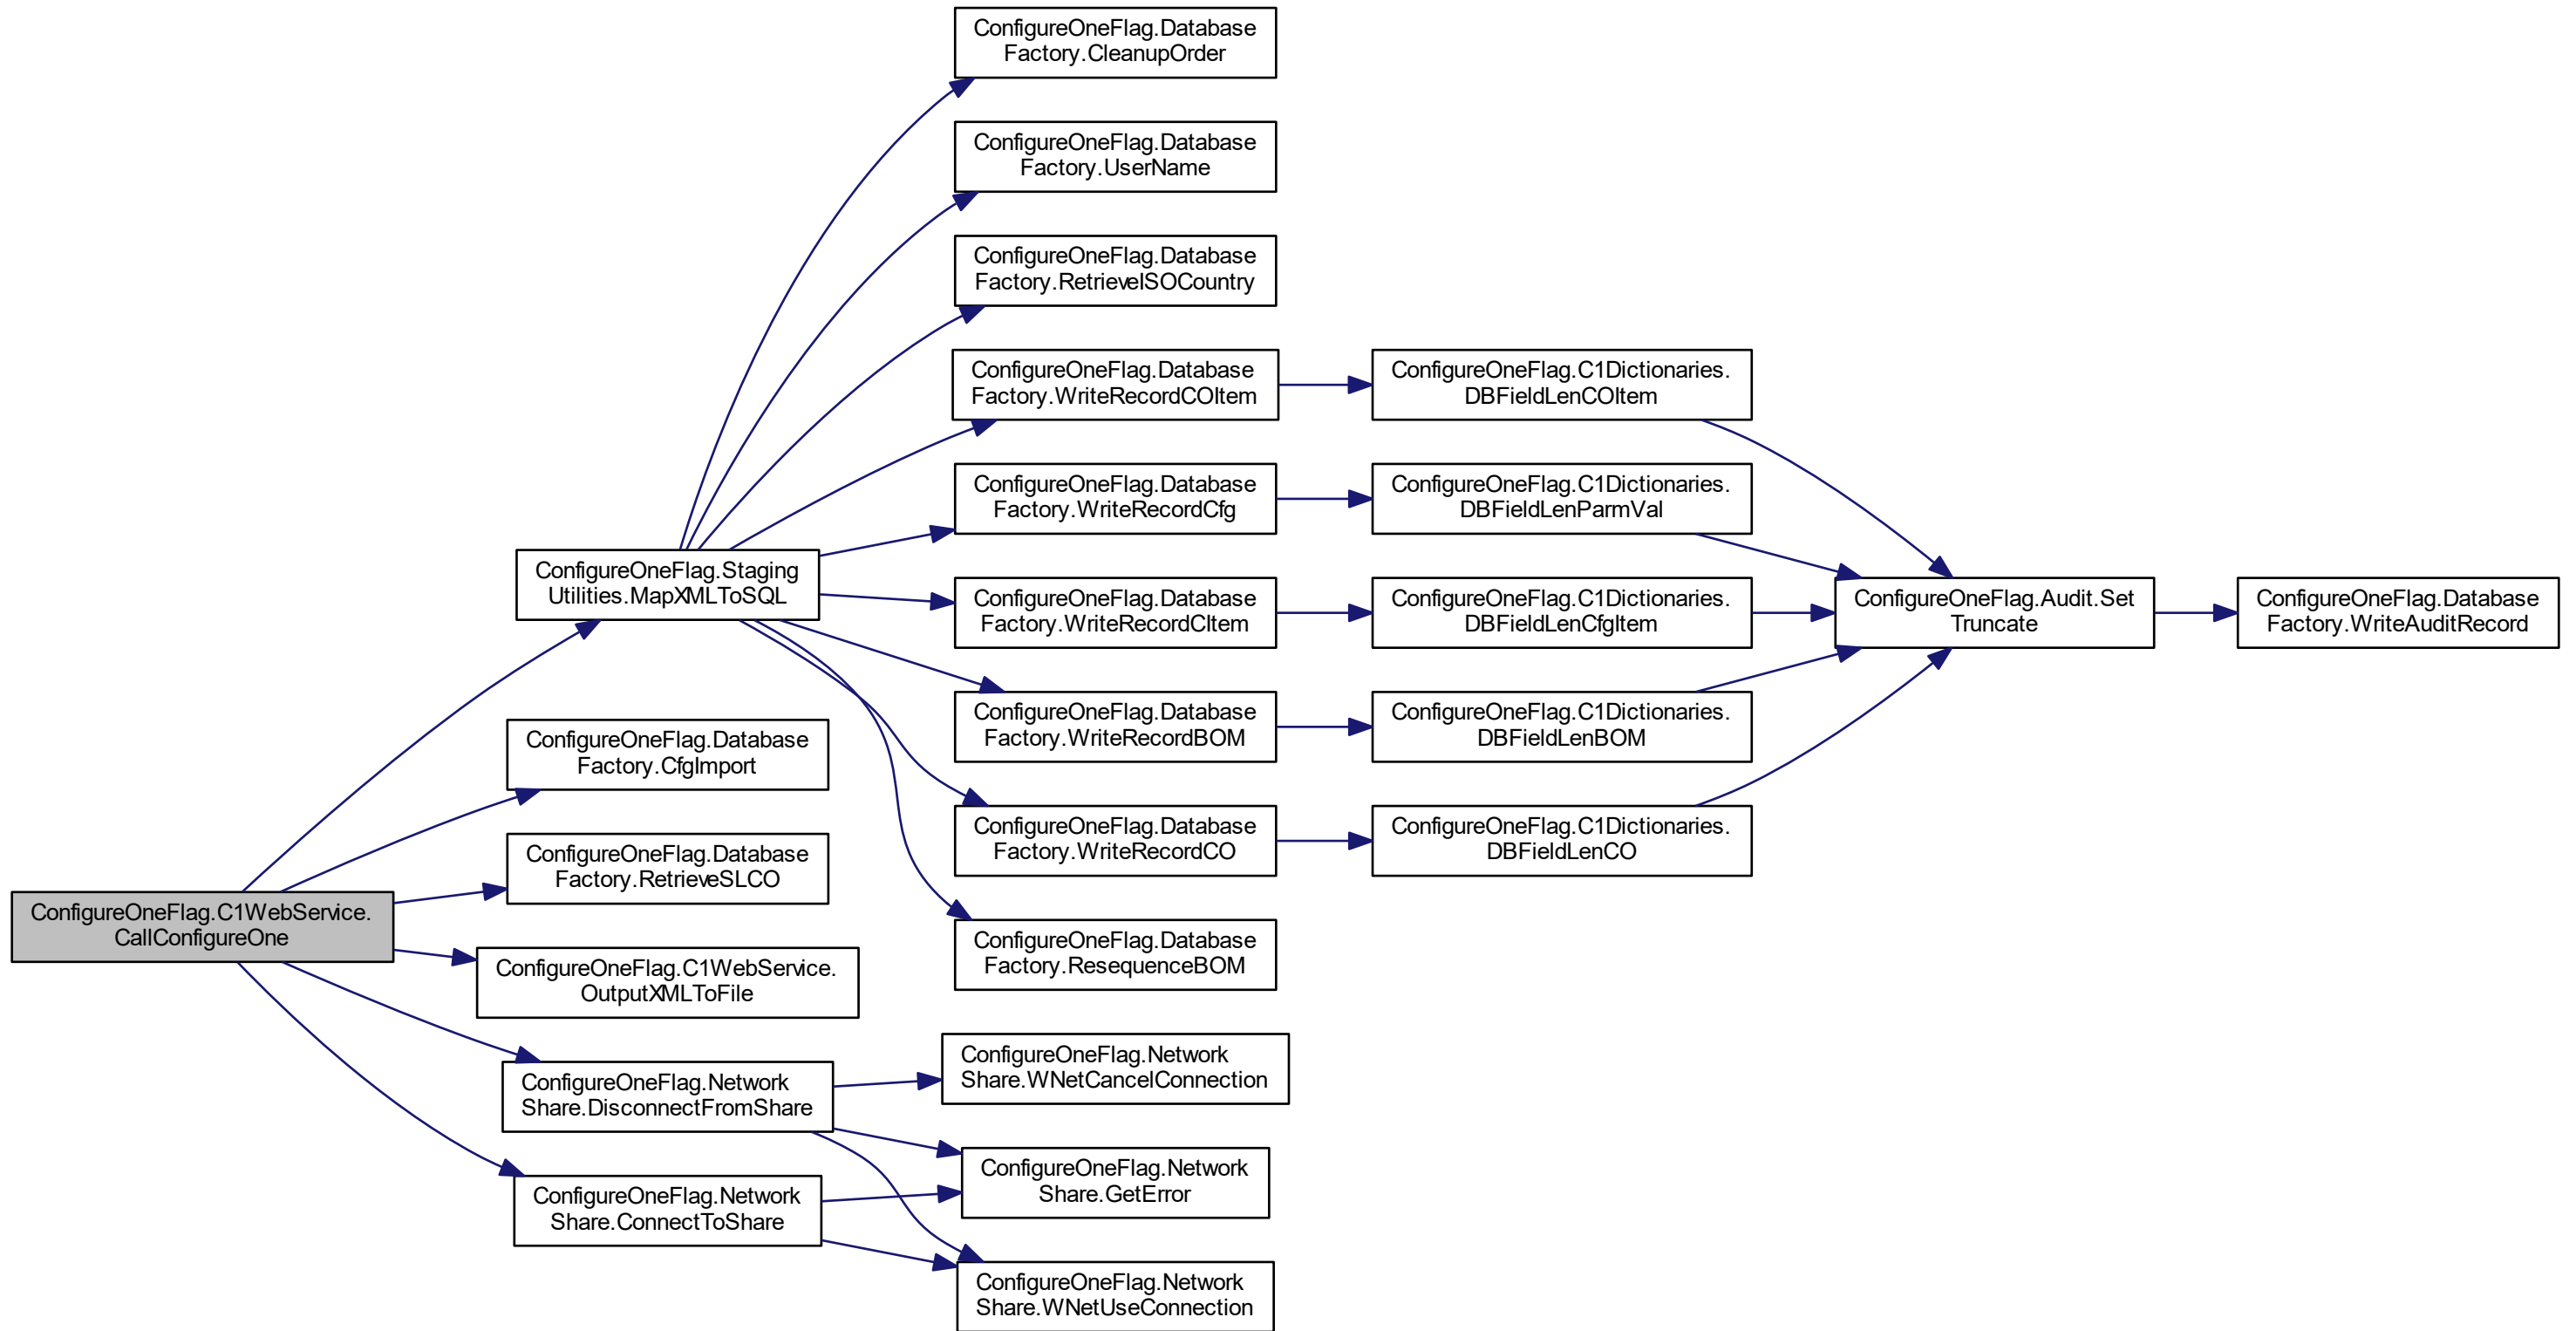 ConfigureOneFlag.Database
Factory.CleanupOrder
ConfigureOneFlag.Database
Factory.UserName
ConfigureOneFlag.Database
Factory.RetrieveISOCountry
ConfigureOneFlag.Database
Factory.WriteRecordCOItem
ConfigureOneFlag.C1Dictionaries.
DBFieldLenCOItem
ConfigureOneFlag.Database
Factory.WriteRecordCfg
ConfigureOneFlag.C1Dictionaries.
DBFieldLenParmVal
ConfigureOneFlag.Staging
Utilities.MapXMLToSQL
ConfigureOneFlag.Database
Factory.WriteRecordCItem
ConfigureOneFlag.C1Dictionaries.
DBFieldLenCfgItem
ConfigureOneFlag.Audit.Set
Truncate
ConfigureOneFlag.Database
Factory.WriteAuditRecord
ConfigureOneFlag.Database
Factory.WriteRecordBOM
ConfigureOneFlag.C1Dictionaries.
DBFieldLenBOM
ConfigureOneFlag.Database
Factory.CfgImport
ConfigureOneFlag.Database
Factory.WriteRecordCO
ConfigureOneFlag.C1Dictionaries.
DBFieldLenCO
ConfigureOneFlag.Database
Factory.RetrieveSLCO
ConfigureOneFlag.C1WebService.
CallConfigureOne
ConfigureOneFlag.Database
Factory.ResequenceBOM
ConfigureOneFlag.C1WebService.
OutputXMLToFile
ConfigureOneFlag.Network
Share.WNetCancelConnection
ConfigureOneFlag.Network
Share.DisconnectFromShare
ConfigureOneFlag.Network
Share.GetError
ConfigureOneFlag.Network
Share.ConnectToShare
ConfigureOneFlag.Network
Share.WNetUseConnection